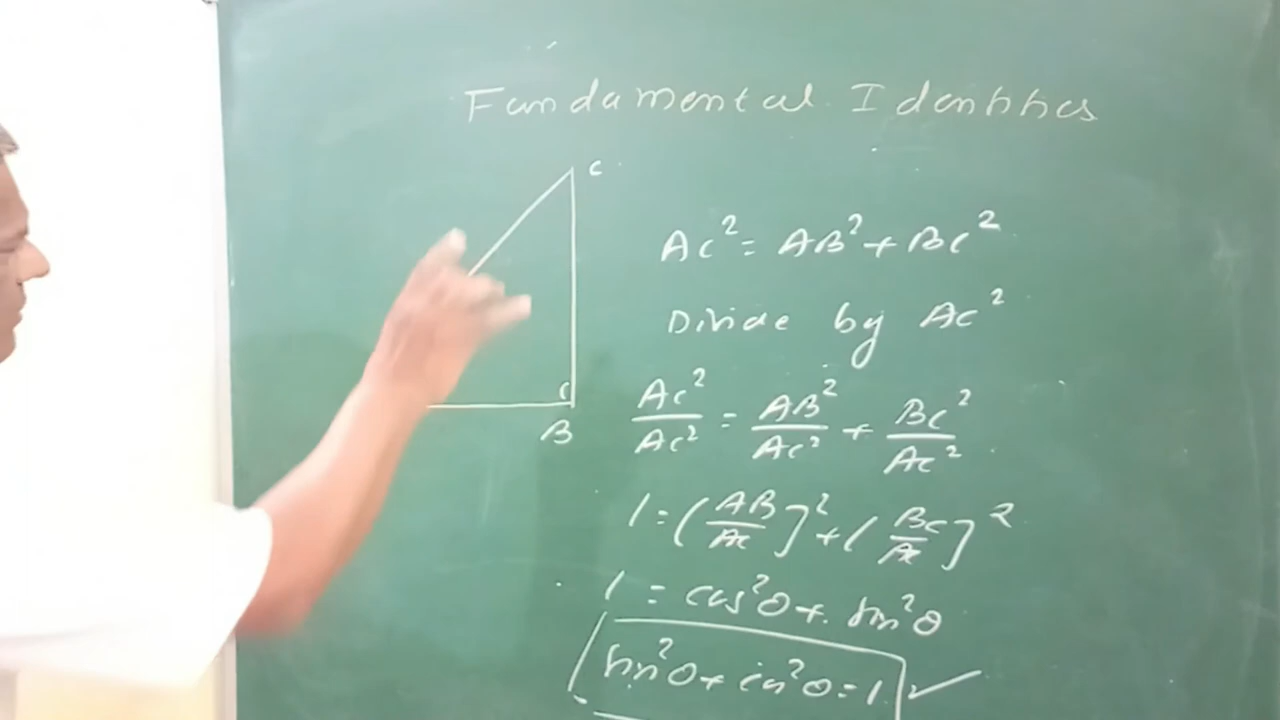 Fundamental Identities
C
AC² = AB² + BC²
Divide by AC²
B
AC²/AC² = AB²/AC² + BC²/AC²
1 = (AB/AC)² + (BC/AC)²
1 = cos²θ + sin²θ
sin²θ + cos²θ = 1 ✓